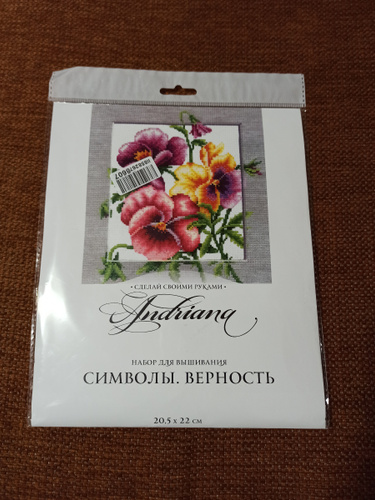 • СДЕЛАЙ СВОИМИ РУКАМИ •
Andriana
НАБОР ДЛЯ ВЫШИВАНИЯ
СИМВОЛЫ. ВЕРНОСТЬ
20,5 х 22 см